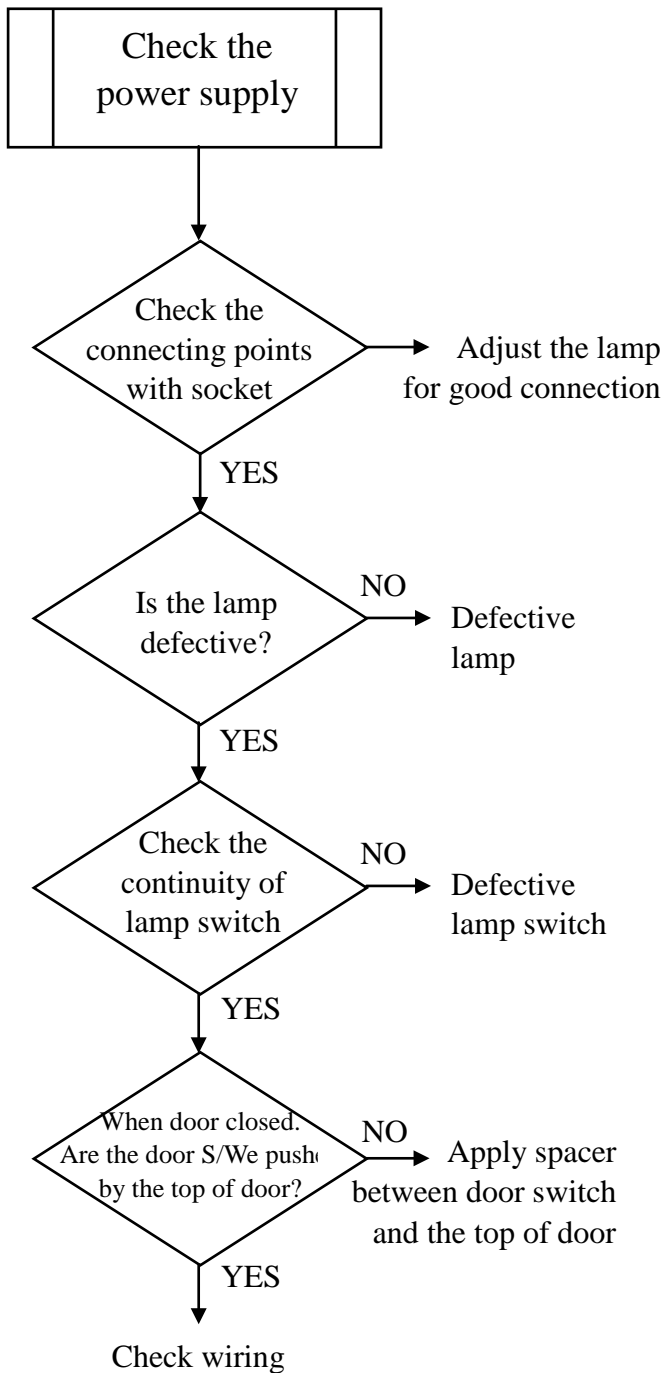 Check the
power supply
Check the
connecting points
with socket
Adjust the lamp
for good connection
YES
Is the lamp
defective?
NO
Defective
lamp
YES
Check the
continuity of
lamp switch
NO
Defective
lamp switch
YES
When door closed.
Are the door S/We push
by the top of door?
NO
Apply spacer
between door switch
and the top of door
YES
Check wiring